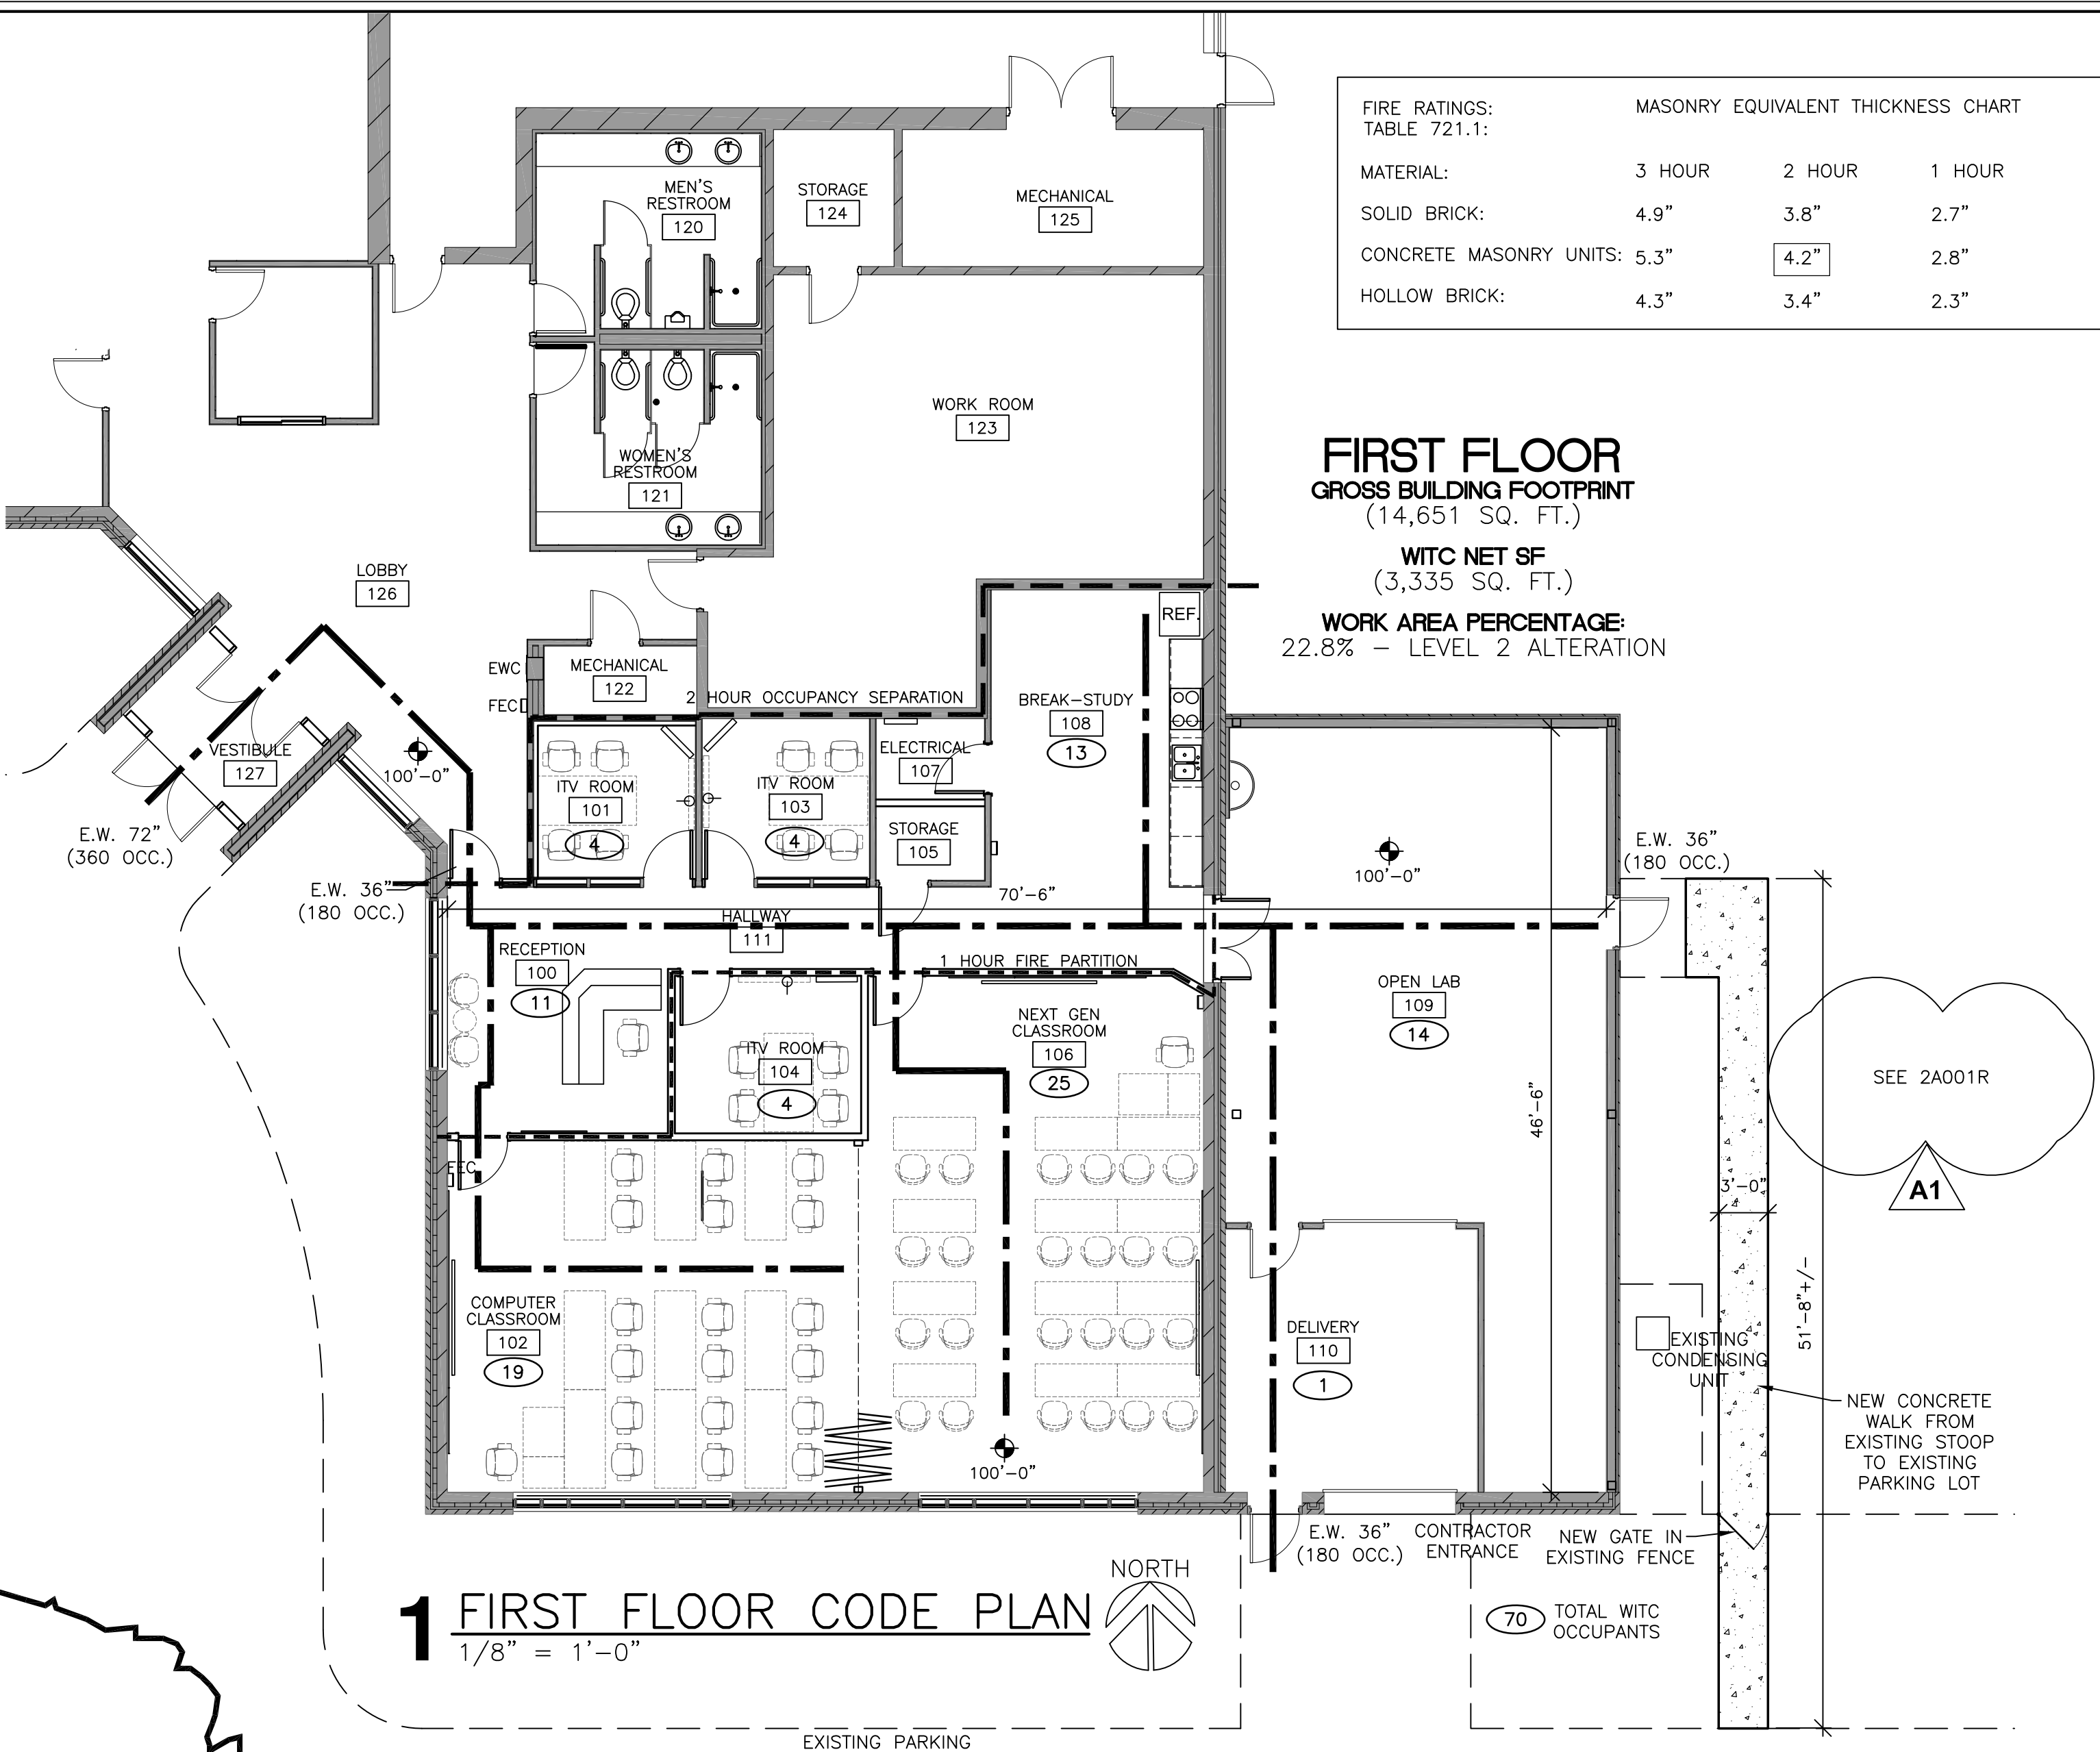 FIRE RATINGS:
TABLE 721.1:
MASONRY EQUIVALENT THICKNESS CHART
MATERIAL: 3 HOUR 2 HOUR 1 HOUR
SOLID BRICK: 4.9" 3.8" 2.7"
CONCRETE MASONRY UNITS: 5.3" 4.2" 2.8"
HOLLOW BRICK: 4.3" 3.4" 2.3"
MEN'S
RESTROOM
120
STORAGE
124
MECHANICAL
125
WORK ROOM
123
WOMEN'S
RESTROOM
121
FIRST FLOOR
GROSS BUILDING FOOTPRINT
(14,651 SQ. FT.)
WITC NET SF
(3,335 SQ. FT.)
WORK AREA PERCENTAGE:
22.8% – LEVEL 2 ALTERATION
LOBBY
126
REF.
EWC
MECHANICAL
122
FEC
2 HOUR OCCUPANCY SEPARATION
BREAK–STUDY
108
13
VESTIBULE
127
100'–0"
ELECTRICAL
107
ITV ROOM
101
4
ITV ROOM
103
4
STORAGE
105
E.W. 72"
(360 OCC.)
E.W. 36"
(180 OCC.)
100'–0"
E.W. 36"
(180 OCC.)
70'–6"
HALLWAY
111
RECEPTION
100
11
1 HOUR FIRE PARTITION
OPEN LAB
109
14
NEXT GEN
CLASSROOM
106
25
ITV ROOM
104
4
SEE 2A001R
46'–6"
FEC
3'–0"
A1
COMPUTER
CLASSROOM
102
19
DELIVERY
110
1
51'–8"+/–
EXISTING
CONDENSING
UNIT
NEW CONCRETE
WALK FROM
EXISTING STOOP
TO EXISTING
PARKING LOT
100'–0"
E.W. 36"
(180 OCC.)
CONTRACTOR
ENTRANCE
NEW GATE IN
EXISTING FENCE
NORTH
1 FIRST FLOOR CODE PLAN
1/8" = 1'–0"
70 TOTAL WITC
OCCUPANTS
EXISTING PARKING